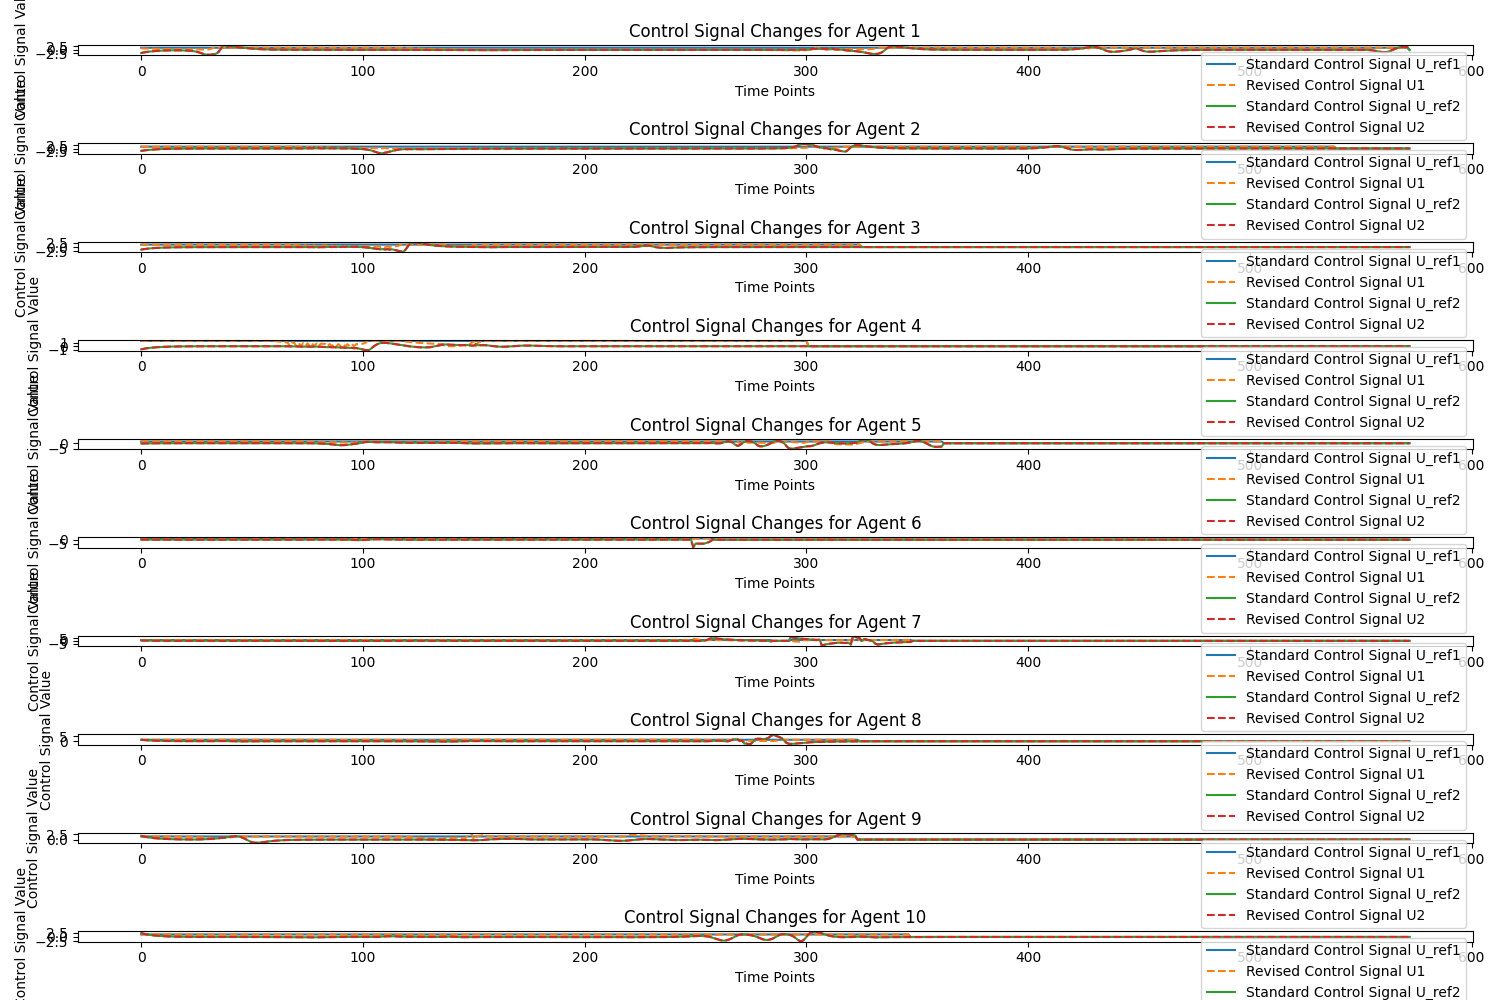 Control Signal Changes for Agent 1
Control Signal Value
2.5
0.0
−2.5
0 100 200 300 400 500 600
Time Points
Standard Control Signal U_ref1
Revised Control Signal U1
Standard Control Signal U_ref2
Revised Control Signal U2
Control Signal Changes for Agent 2
Control Signal Value
2.5
0.0
−2.5
0 100 200 300 400 500 600
Time Points
Standard Control Signal U_ref1
Revised Control Signal U1
Standard Control Signal U_ref2
Revised Control Signal U2
Control Signal Changes for Agent 3
Control Signal Value
2.5
0.0
−2.5
0 100 200 300 400 500 600
Time Points
Standard Control Signal U_ref1
Revised Control Signal U1
Standard Control Signal U_ref2
Revised Control Signal U2
Control Signal Changes for Agent 4
Control Signal Value
1
0
−1
0 100 200 300 400 500 600
Time Points
Standard Control Signal U_ref1
Revised Control Signal U1
Standard Control Signal U_ref2
Revised Control Signal U2
Control Signal Changes for Agent 5
Control Signal Value
0
−5
0 100 200 300 400 500 600
Time Points
Standard Control Signal U_ref1
Revised Control Signal U1
Standard Control Signal U_ref2
Revised Control Signal U2
Control Signal Changes for Agent 6
Control Signal Value
0
−5
0 100 200 300 400 500 600
Time Points
Standard Control Signal U_ref1
Revised Control Signal U1
Standard Control Signal U_ref2
Revised Control Signal U2
Control Signal Changes for Agent 7
Control Signal Value
5
0
−5
0 100 200 300 400 500 600
Time Points
Standard Control Signal U_ref1
Revised Control Signal U1
Standard Control Signal U_ref2
Revised Control Signal U2
Control Signal Changes for Agent 8
Control Signal Value
5
0
0 100 200 300 400 500 600
Time Points
Standard Control Signal U_ref1
Revised Control Signal U1
Standard Control Signal U_ref2
Revised Control Signal U2
Control Signal Changes for Agent 9
Control Signal Value
2.5
0.0
0 100 200 300 400 500 600
Time Points
Standard Control Signal U_ref1
Revised Control Signal U1
Standard Control Signal U_ref2
Revised Control Signal U2
Control Signal Changes for Agent 10
Control Signal Value
2.5
0.0
−2.5
0 100 200 300 400 500 600
Time Points
Standard Control Signal U_ref1
Revised Control Signal U1
Standard Control Signal U_ref2